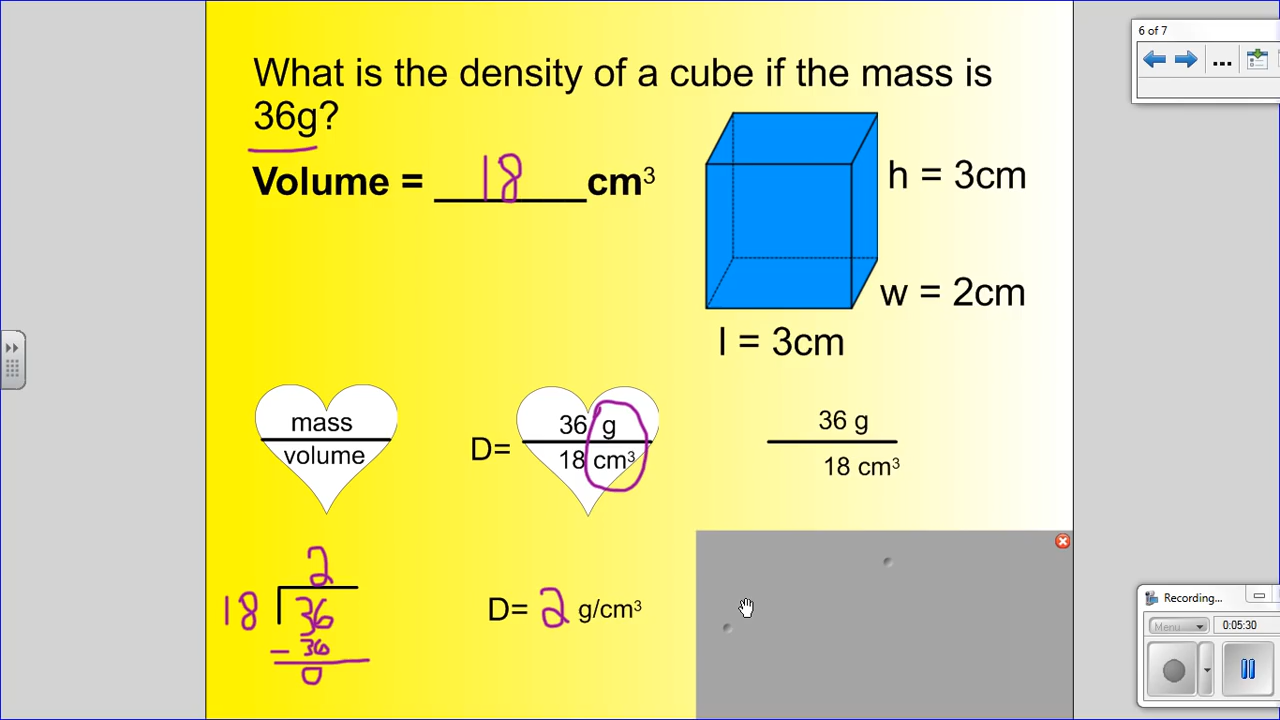 What is the density of a cube if the mass is
36g?
Volume = 18 cm³
h = 3cm
w = 2cm
l = 3cm
mass
volume
D=
36 g
18 cm³
36 g
18 cm³
2
18 36
- 36
0
D= 2 g/cm³
6 of 7
...
Recording...
Menu
0:05:30